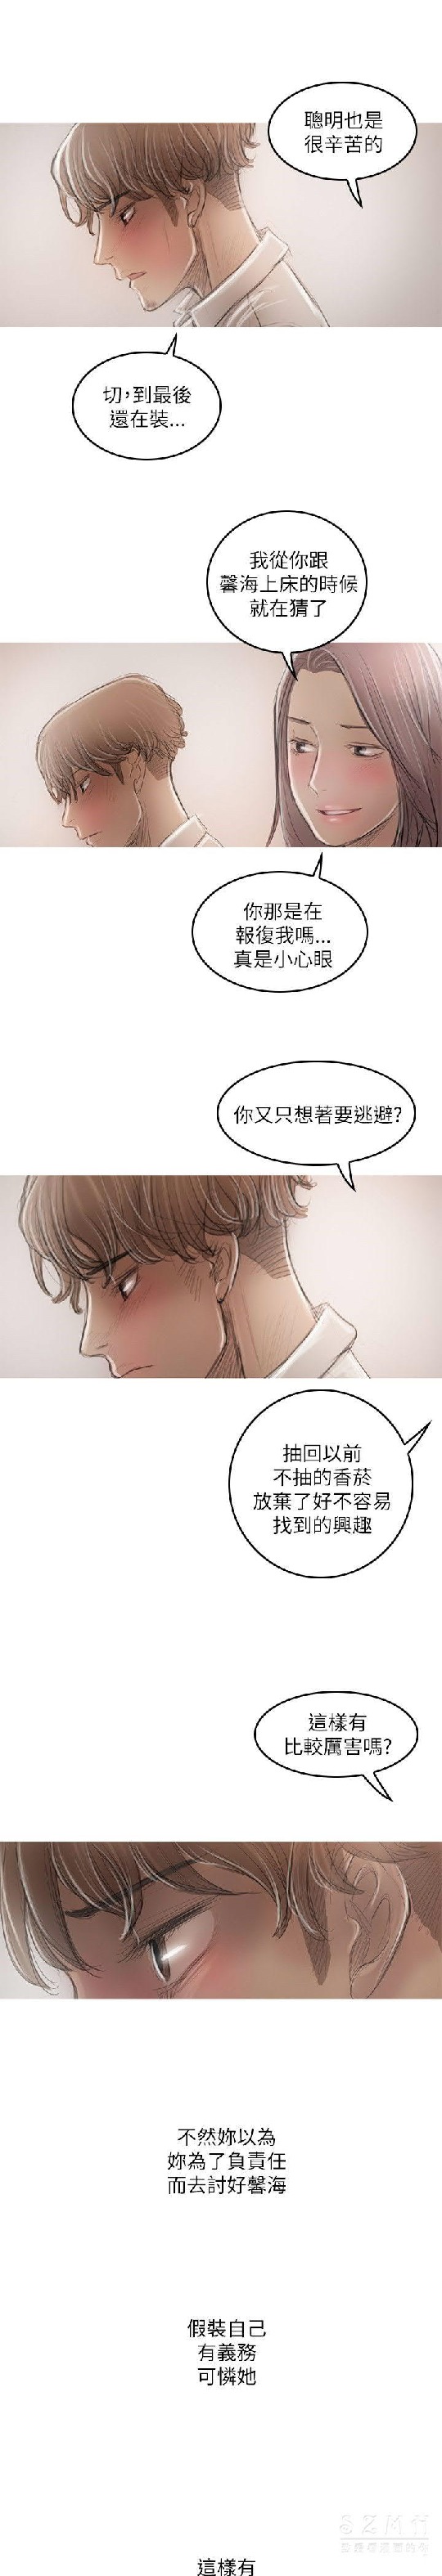 聰明也是
很辛苦的
切,到最後
還在裝...
我從你跟
馨海上床的時候
就在猜了
你那是在
報復我嗎...
真是小心眼
你又只想著要逃避?
抽回以前
不抽的香菸
放棄了好不容易
找到的興趣
這樣有
比較厲害嗎?
不然妳以為
妳為了負責任
而去討好馨海
假裝自己
有義務
可憐她
這樣有